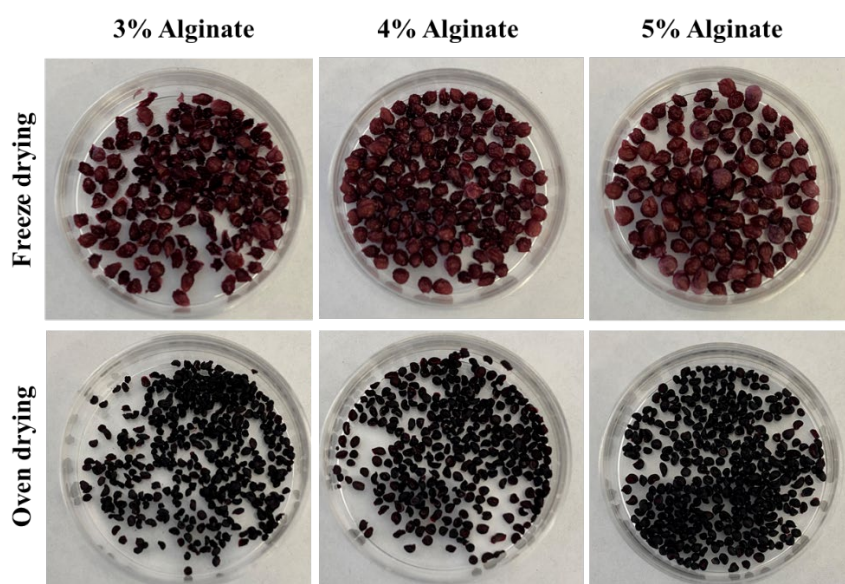 3% Alginate
4% Alginate
5% Alginate
Freeze drying
Oven drying